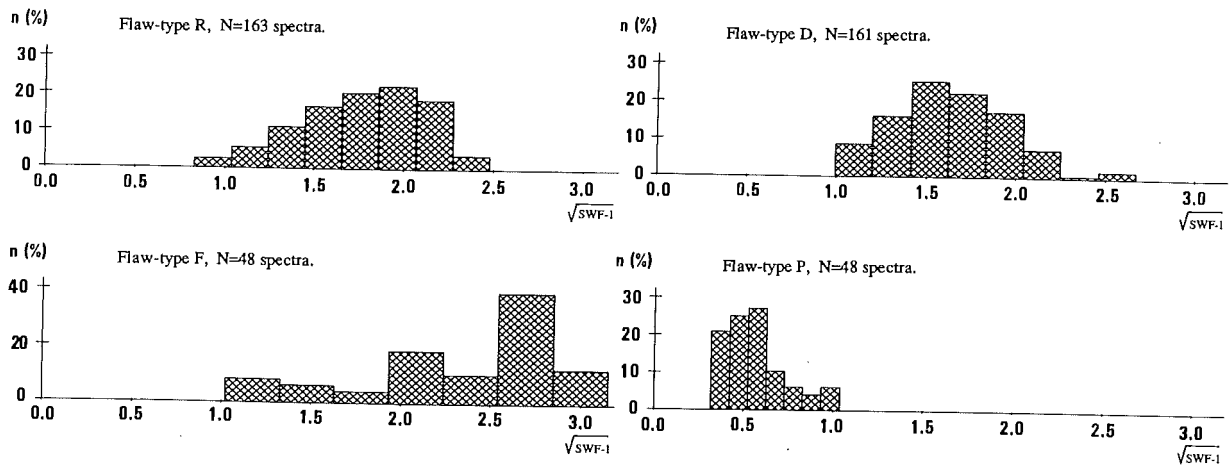 n (%)
Flaw-type R, N=163 spectra.
30
20
10
0
0.0 0.5 1.0 1.5 2.0 2.5 3.0
√SWF-1
n (%)
Flaw-type D, N=161 spectra.
30
20
10
0
0.0 0.5 1.0 1.5 2.0 2.5 3.0
√SWF-1
n (%)
Flaw-type F, N=48 spectra.
40
20
0
0.0 0.5 1.0 1.5 2.0 2.5 3.0
√SWF-1
n (%)
Flaw-type P, N=48 spectra.
30
20
10
0
0.0 0.5 1.0 1.5 2.0 2.5 3.0
√SWF-1